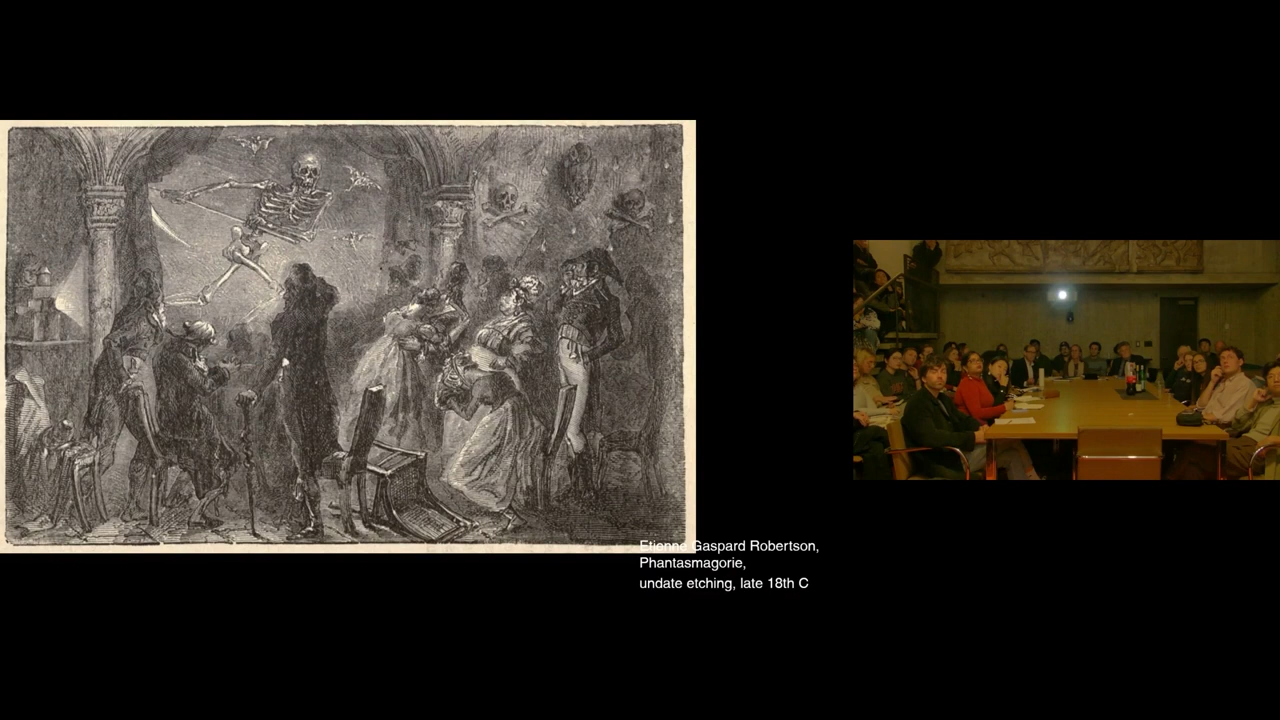 Etienne Gaspard Robertson,
Phantasmagorie,
undate etching, late 18th C